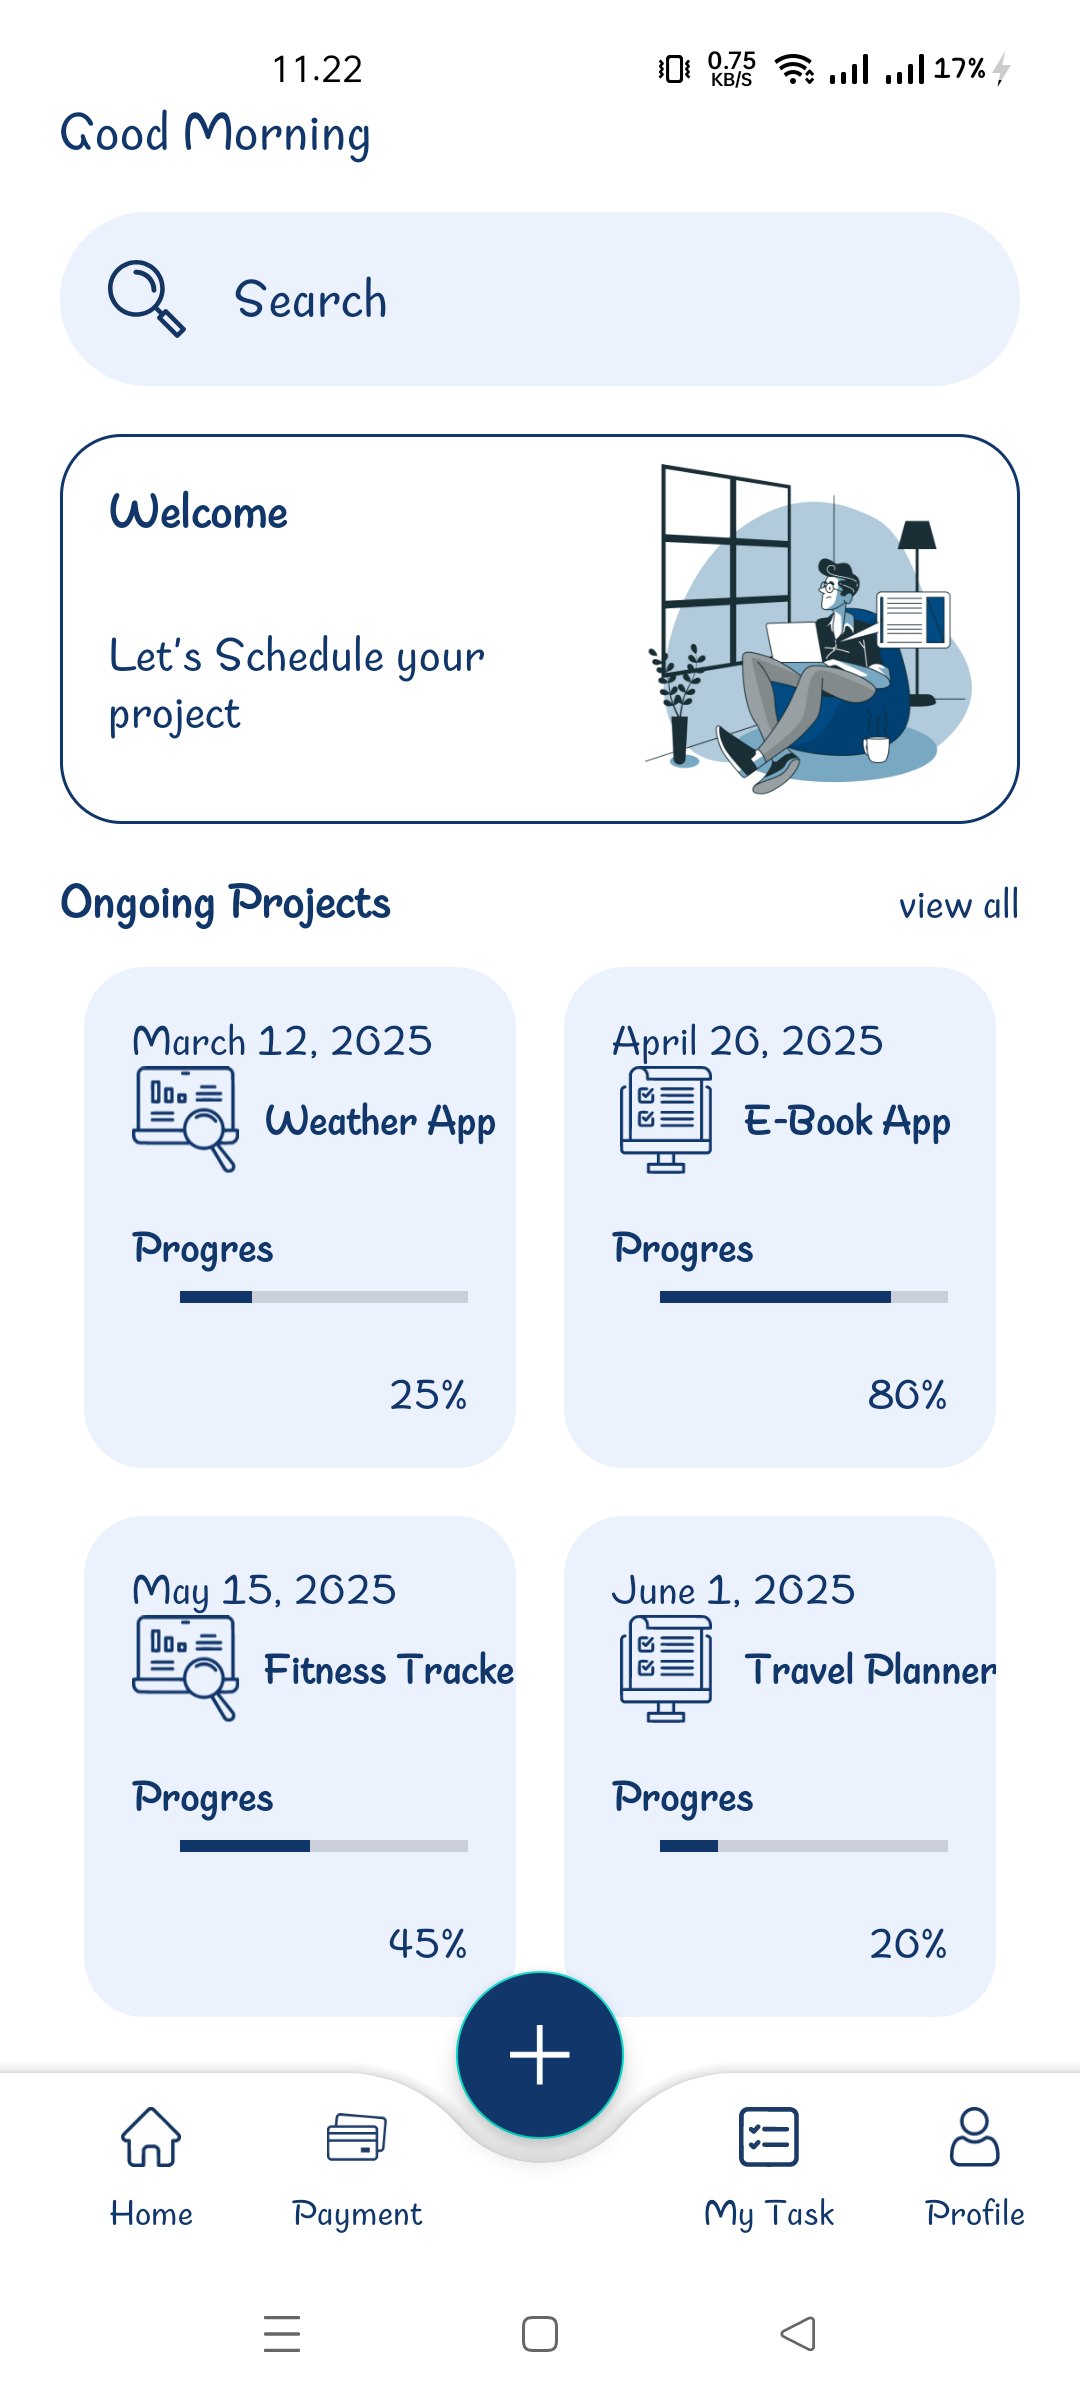 11.22
0.75
KB/S
17%
Good Morning
Search
Welcome
Let's Schedule your
project
Ongoing Projects
view all
March 12, 2025
Weather App
Progres
25%
April 20, 2025
E-Book App
Progres
80%
May 15, 2025
Fitness Tracke
Progres
45%
June 1, 2025
Travel Planner
Progres
20%
Home
Payment
My Task
Profile